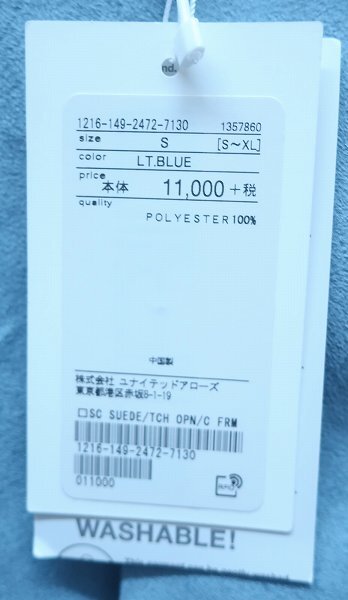 nd.
1216-149-2472-7130 1357860
size S [S~XL]
color LT.BLUE
price 本体 11,000 +税
quality
POLYESTER100%
中国製
株式会社 ユナイテッドアローズ
東京都港区赤坂8-1-19
□SC SUEDE/TCH OPN/C FRM
1216-149-2472-7130
011000
WASHABLE!